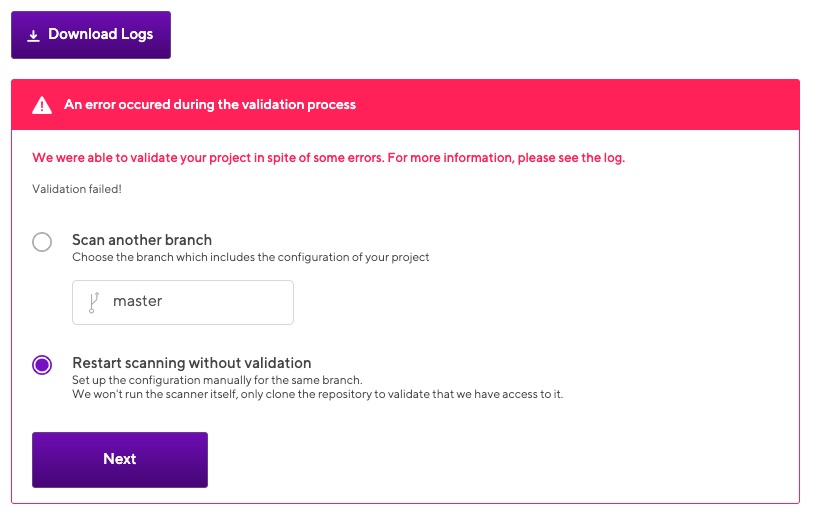 Download Logs
An error occured during the validation process
We were able to validate your project in spite of some errors. For more information, please see the log.
Validation failed!
Scan another branch
Choose the branch which includes the configuration of your project
master
Restart scanning without validation
Set up the configuration manually for the same branch.
We won't run the scanner itself, only clone the repository to validate that we have access to it.
Next